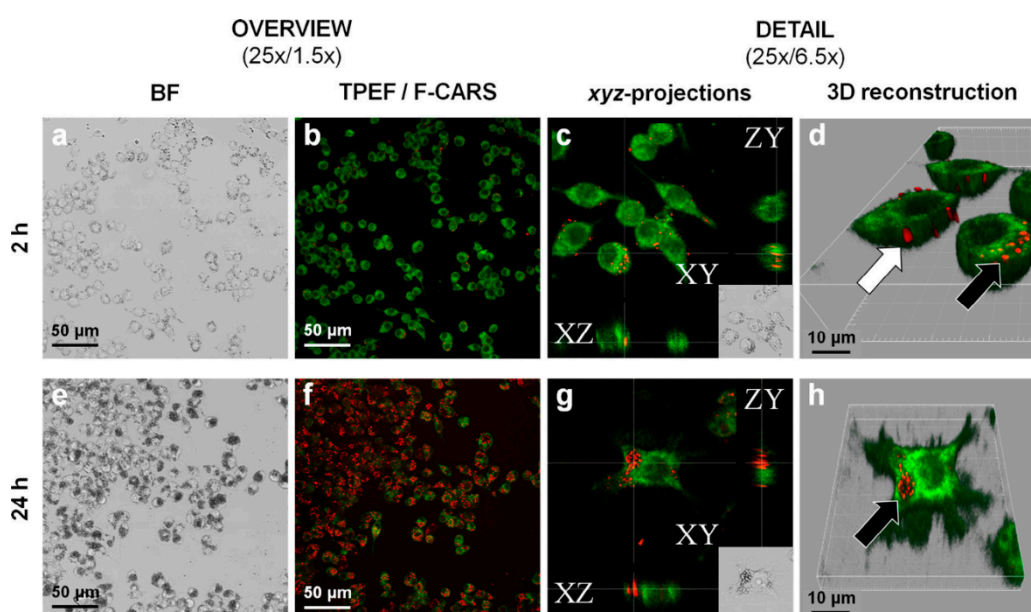 OVERVIEW
(25x/1.5x)
DETAIL
(25x/6.5x)
BF
TPEF / F-CARS
xyz-projections
3D reconstruction
2 h
a
50 µm
b
50 µm
c
ZY
XY
XZ
d
10 µm
24 h
e
50 µm
f
50 µm
g
ZY
XY
XZ
h
10 µm